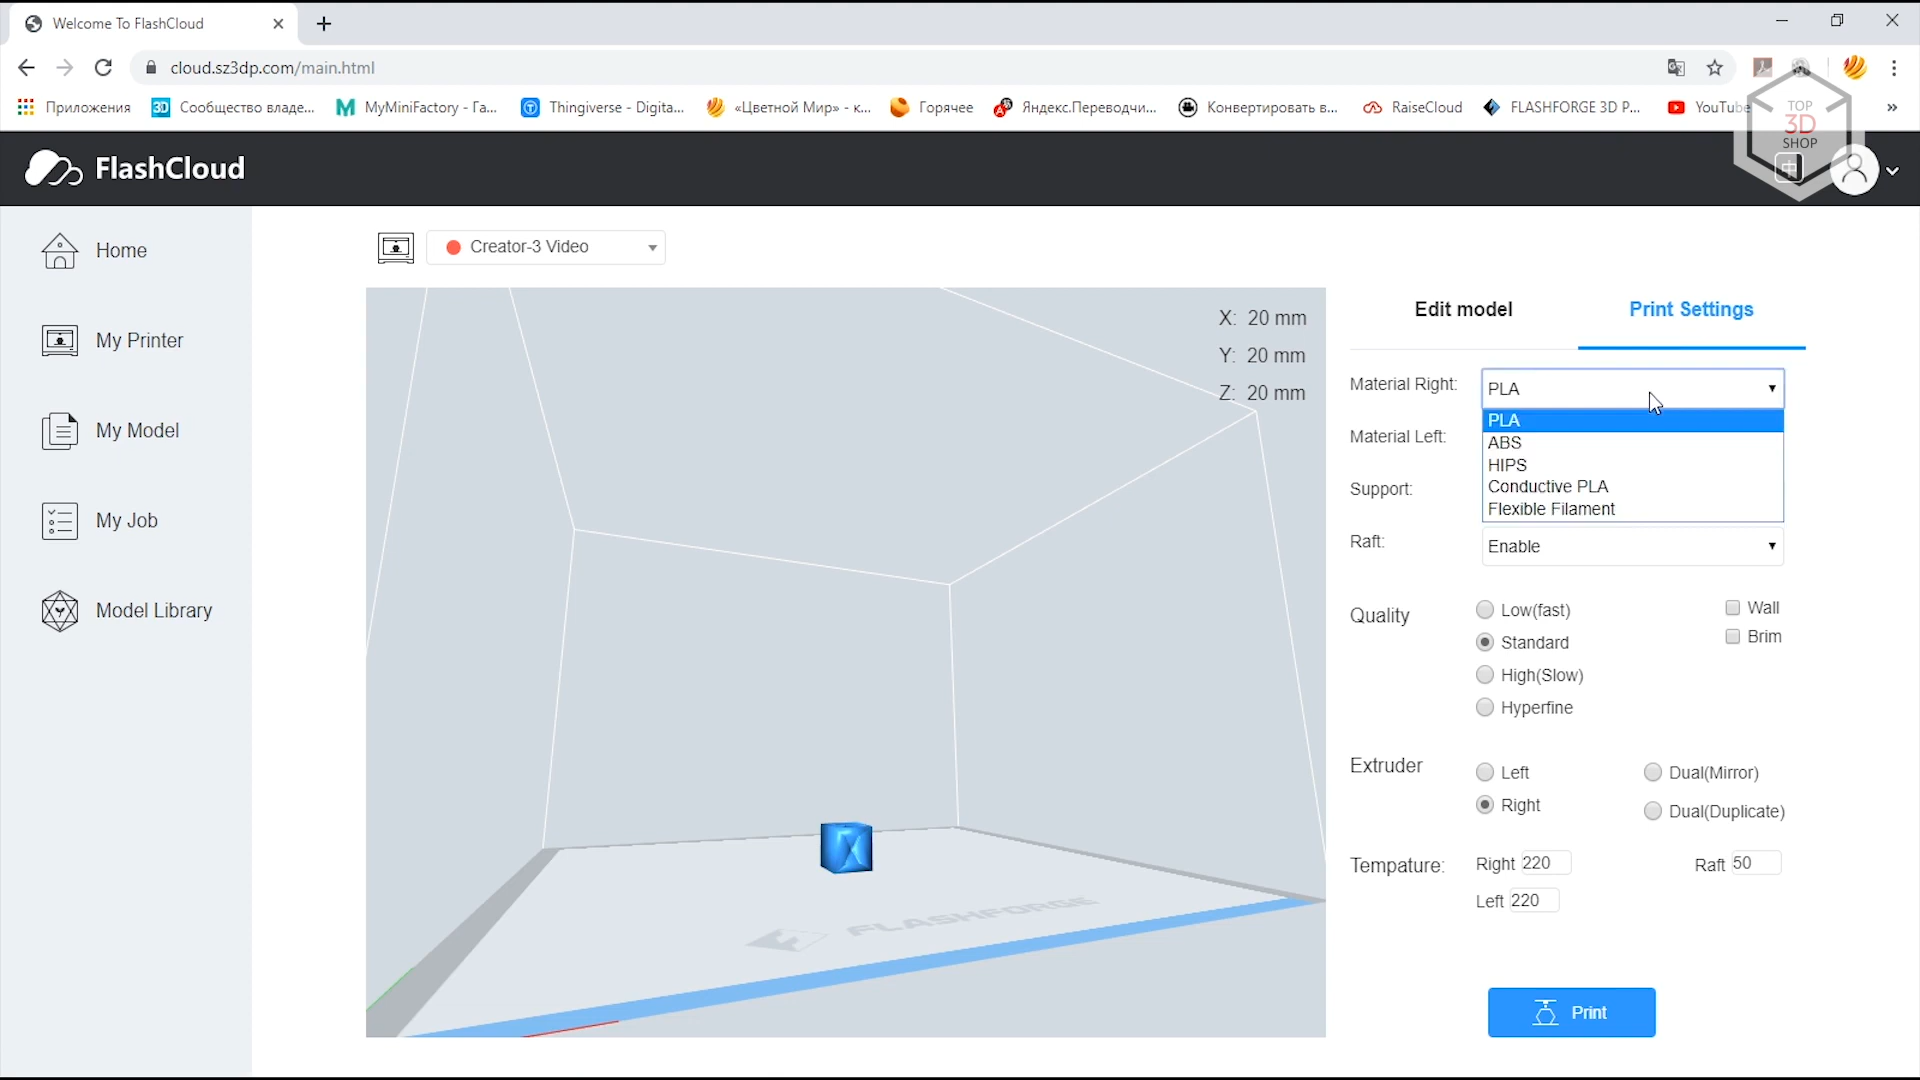 Welcome To FlashCloud
cloud.sz3dp.com/main.html
Приложения
3D Сообщество владе...
MyMiniFactory - Га...
Thingiverse - Digita...
«Цветной Мир» - к...
Горячее
Яндекс.Переводчи...
Конвертировать в...
RaiseCloud
FLASHFORGE 3D P...
YouTube
»
TOP
3D
SHOP
FlashCloud
Home
My Printer
My Model
My Job
Model Library
Creator-3 Video
X: 20 mm
Y: 20 mm
Z: 20 mm
FLASHFORGE
Edit model
Print Settings
Material Right:
PLA
PLA
ABS
HIPS
Conductive PLA
Flexible Filament
Material Left:
Support:
Raft:
Enable
Quality
Low(fast)
Standard
High(Slow)
Hyperfine
Wall
Brim
Extruder
Left
Right
Dual(Mirror)
Dual(Duplicate)
Tempature:
Right 220
Raft 50
Left 220
Print